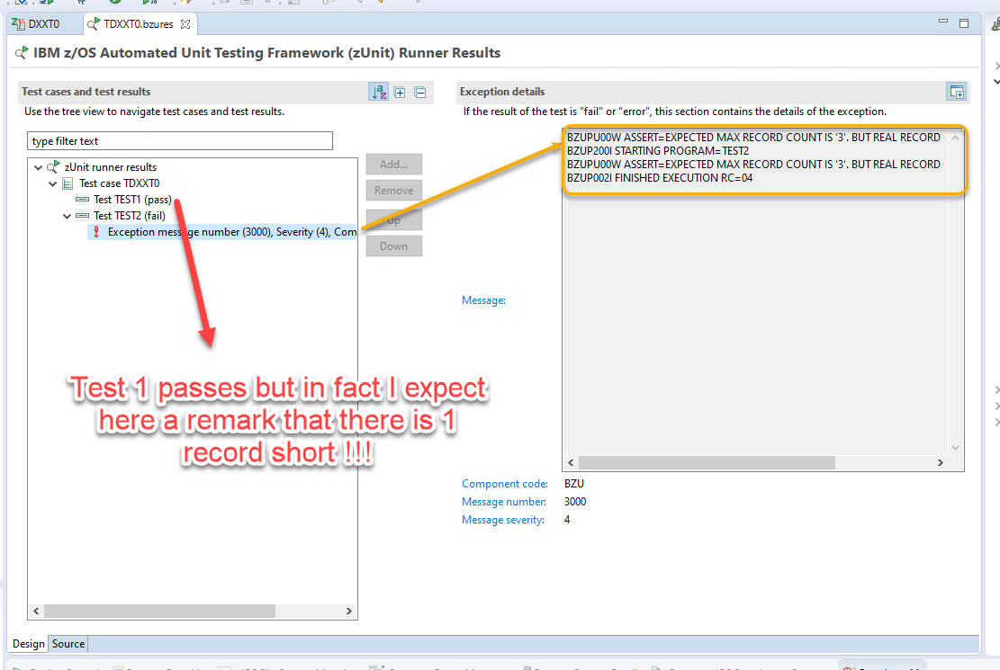 DXXT0
TDXXT0.bzures
IBM z/OS Automated Unit Testing Framework (zUnit) Runner Results
Test cases and test results
Use the tree view to navigate test cases and test results.
type filter text
zUnit runner results
Test case TDXXT0
Test TEST1 (pass)
Test TEST2 (fail)
Exception message number (3000), Severity (4), Com
Add...
Remove
Up
Down
Test 1 passes but in fact I expect
here a remark that there is 1
record short !!!
Exception details
If the result of the test is "fail" or "error", this section contains the details of the exception.
BZUPU00W ASSERT=EXPECTED MAX RECORD COUNT IS '3'. BUT REAL RECORD
BZUP200I STARTING PROGRAM=TEST2
BZUPU00W ASSERT=EXPECTED MAX RECORD COUNT IS '3'. BUT REAL RECORD
BZUP002I FINISHED EXECUTION RC=04
Message:
Component code: BZU
Message number: 3000
Message severity: 4
Design Source